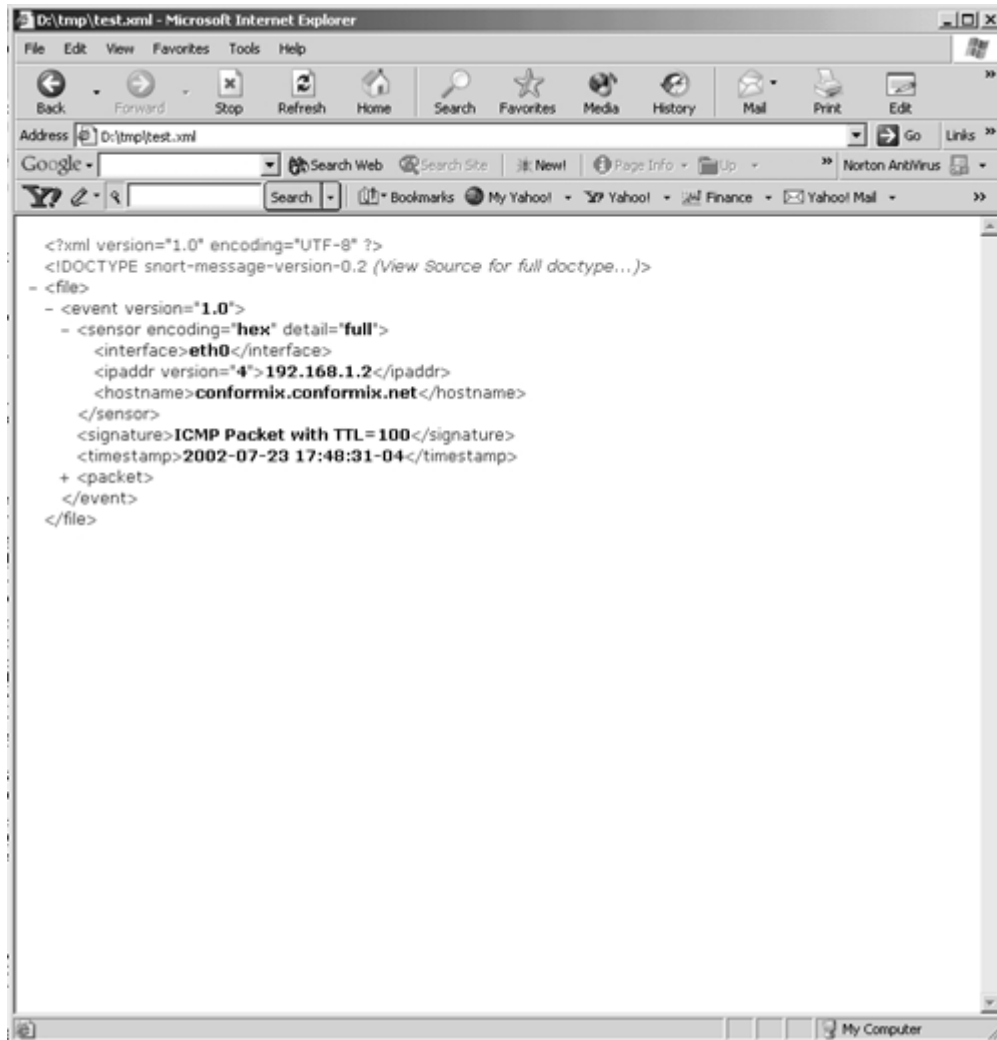 D:\tmp\test.xml - Microsoft Internet Explorer
File Edit View Favorites Tools Help
Back Forward Stop Refresh Home Search Favorites Media History Mail Print Edit
Address D:\tmp\test.xml Go Links »
Google Search Web Search Site New! Page Info Up » Norton AntiVirus
Y? Search Bookmarks My Yahoo! Y? Yahoo! Finance Yahoo! Mail »
<?xml version="1.0" encoding="UTF-8" ?>
<!DOCTYPE snort-message-version-0.2 (View Source for full doctype...)>
- <file>
- <event version="1.0">
- <sensor encoding="hex" detail="full">
<interface>eth0</interface>
<ipaddr version="4">192.168.1.2</ipaddr>
<hostname>conformix.conformix.net</hostname>
</sensor>
<signature>ICMP Packet with TTL=100</signature>
<timestamp>2002-07-23 17:48:31-04</timestamp>
+ <packet>
</event>
</file>
My Computer